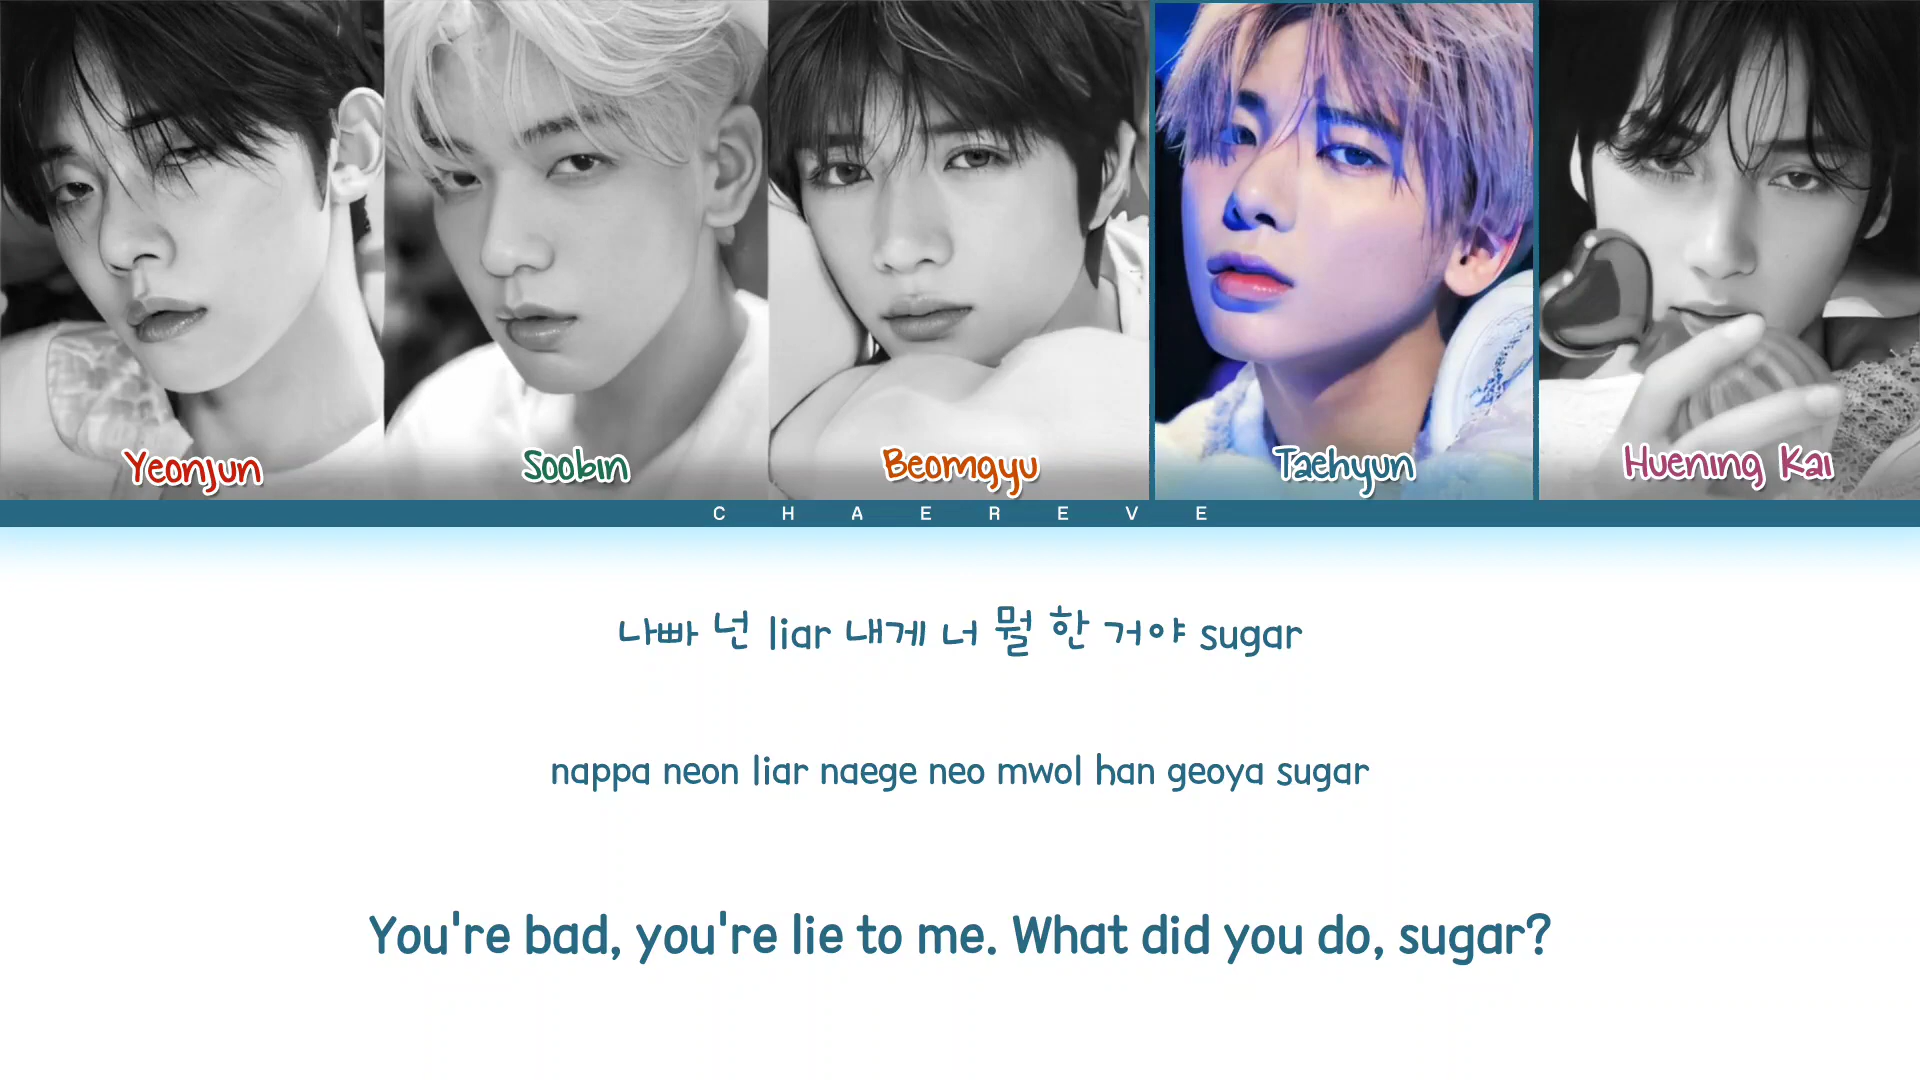 Yeonjun Soobin Beomgyu Taehyun Huening Kai
CHAEREVE
나빠 넌 liar 내게 너 뭘 한 거야 sugar
nappa neon liar naege neo mwol han geoya sugar
You're bad, you're lie to me. What did you do, sugar?